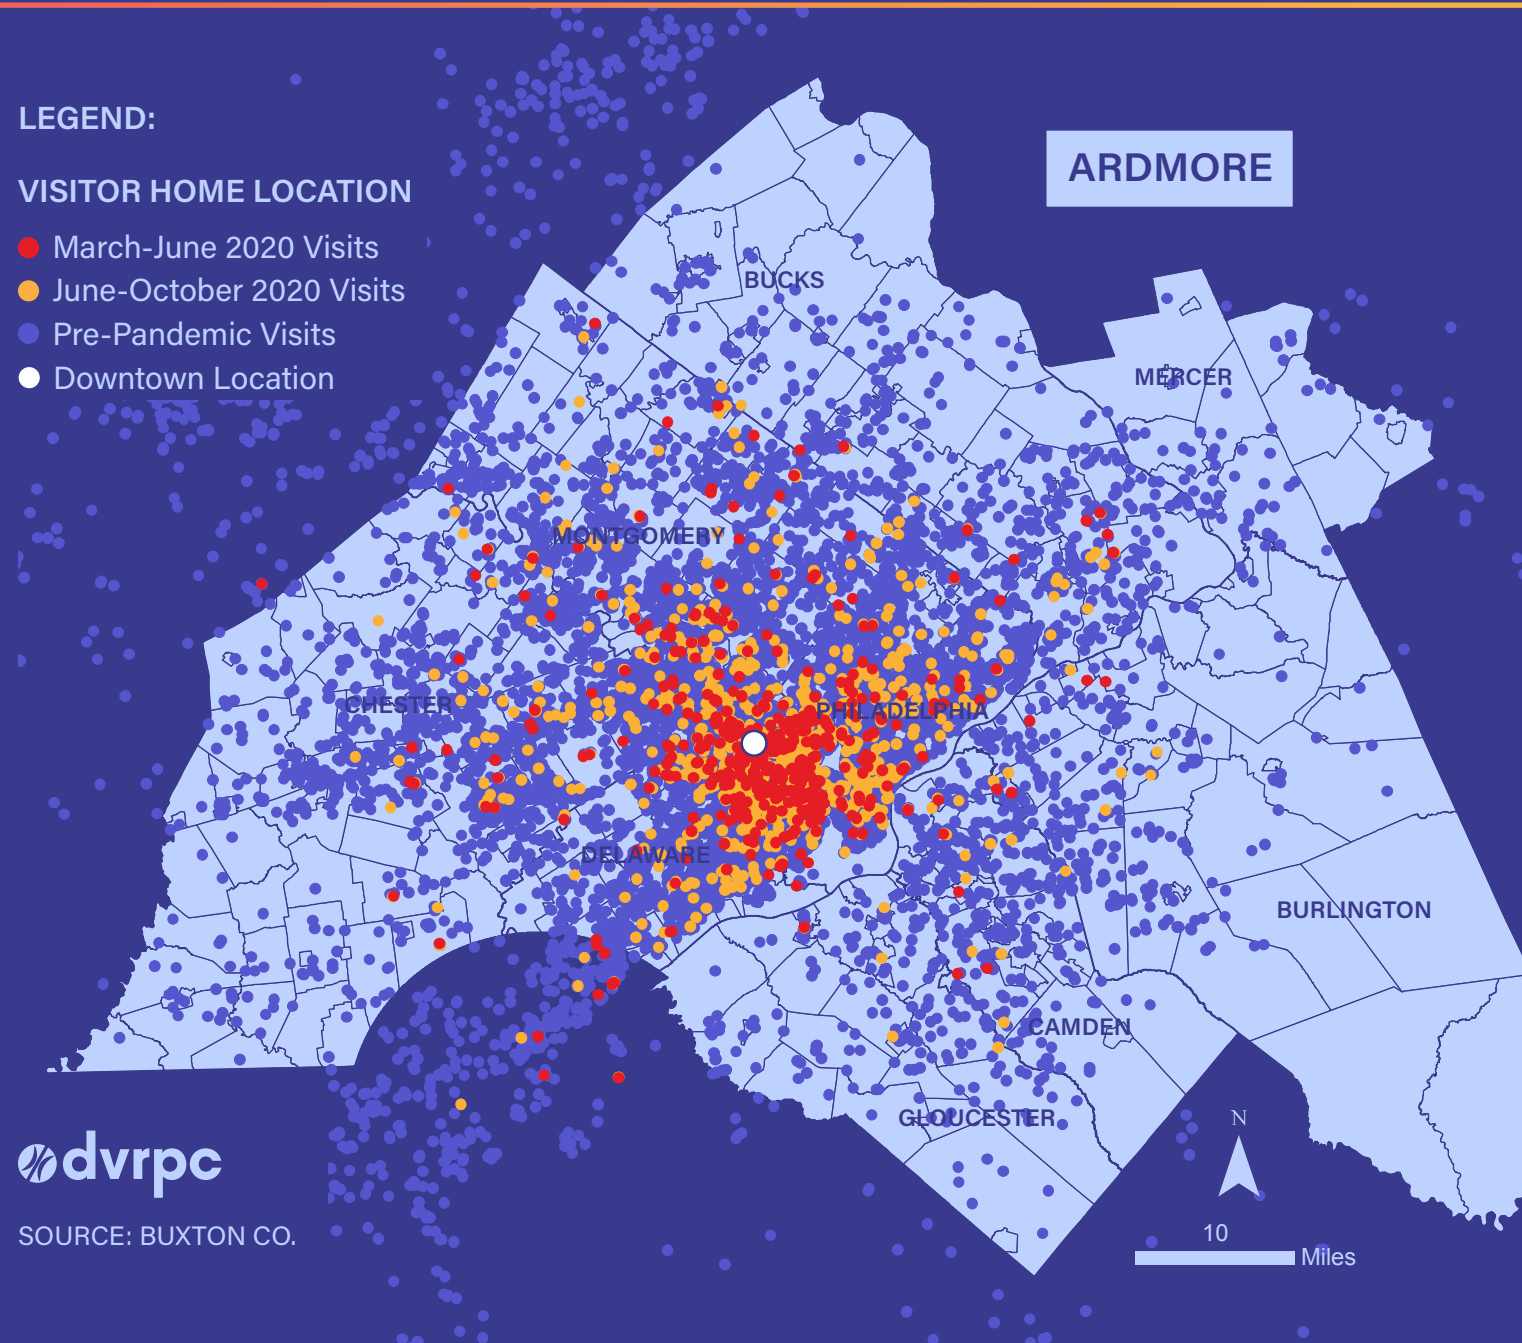 LEGEND:
VISITOR HOME LOCATION
March-June 2020 Visits
June-October 2020 Visits
Pre-Pandemic Visits
Downtown Location
ARDMORE
BUCKS
MERCER
MONTGOMERY
CHESTER
PHILADELPHIA
DELAWARE
BURLINGTON
CAMDEN
GLOUCESTER
N
dvrpc
SOURCE: BUXTON CO.
10
Miles